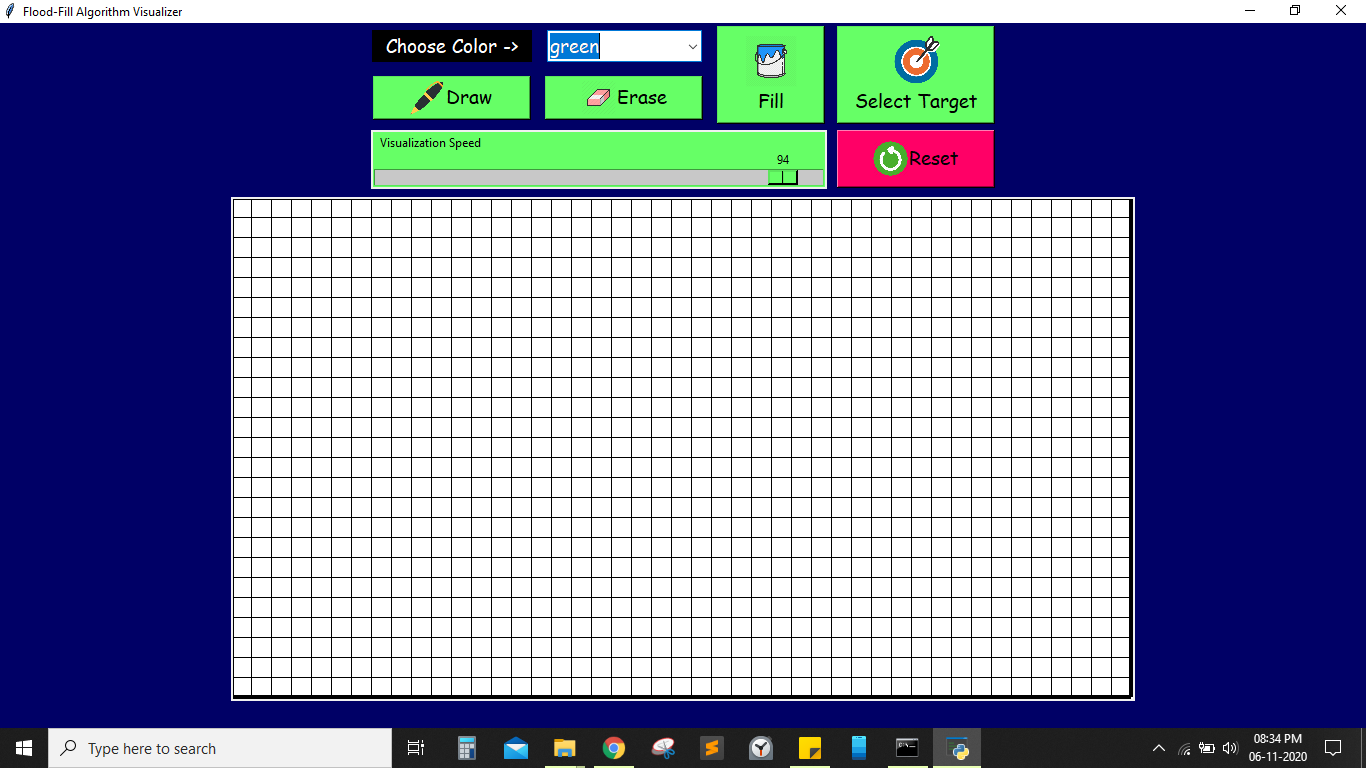 Flood-Fill Algorithm Visualizer
Choose Color ->
green
Draw
Erase
Fill
Select Target
Visualization Speed
94
Reset
Type here to search
08:34 PM
06-11-2020